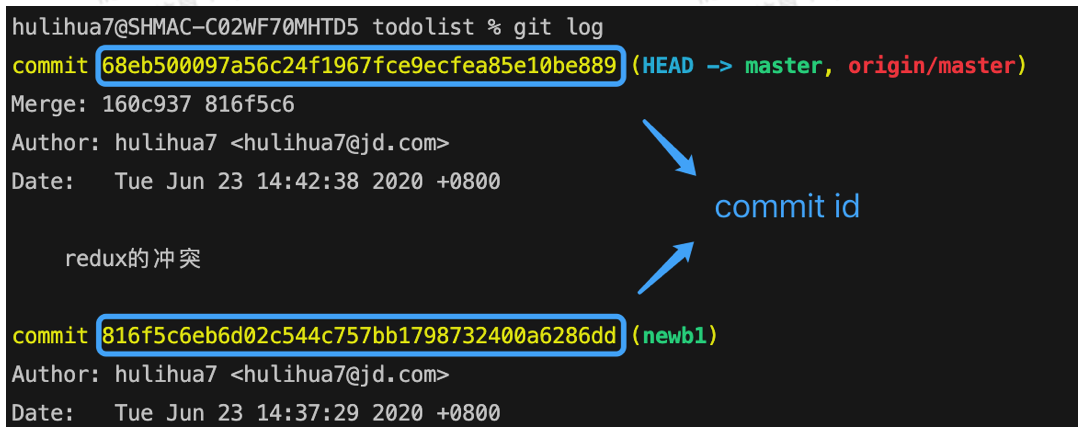 hulihua7@SHMAC-C02WF70MHTD5 todolist % git log
commit 68eb500097a56c24f1967fce9ecfea85e10be889 (HEAD -> master, origin/master)
Merge: 160c937 816f5c6
Author: hulihua7 <hulihua7@jd.com>
Date:   Tue Jun 23 14:42:38 2020 +0800
commit id
redux的冲突
commit 816f5c6eb6d02c544c757bb1798732400a6286dd (newb1)
Author: hulihua7 <hulihua7@jd.com>
Date:   Tue Jun 23 14:37:29 2020 +0800